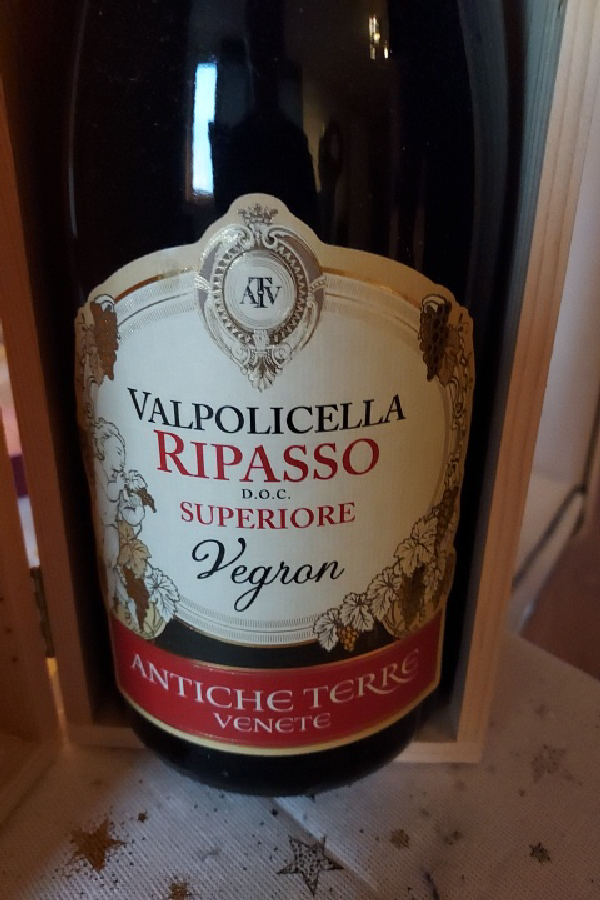 ATV
VALPOLICELLA
RIPASSO
D.O.C.
SUPERIORE
Vegron
ANTICHE TERRE
VENETE